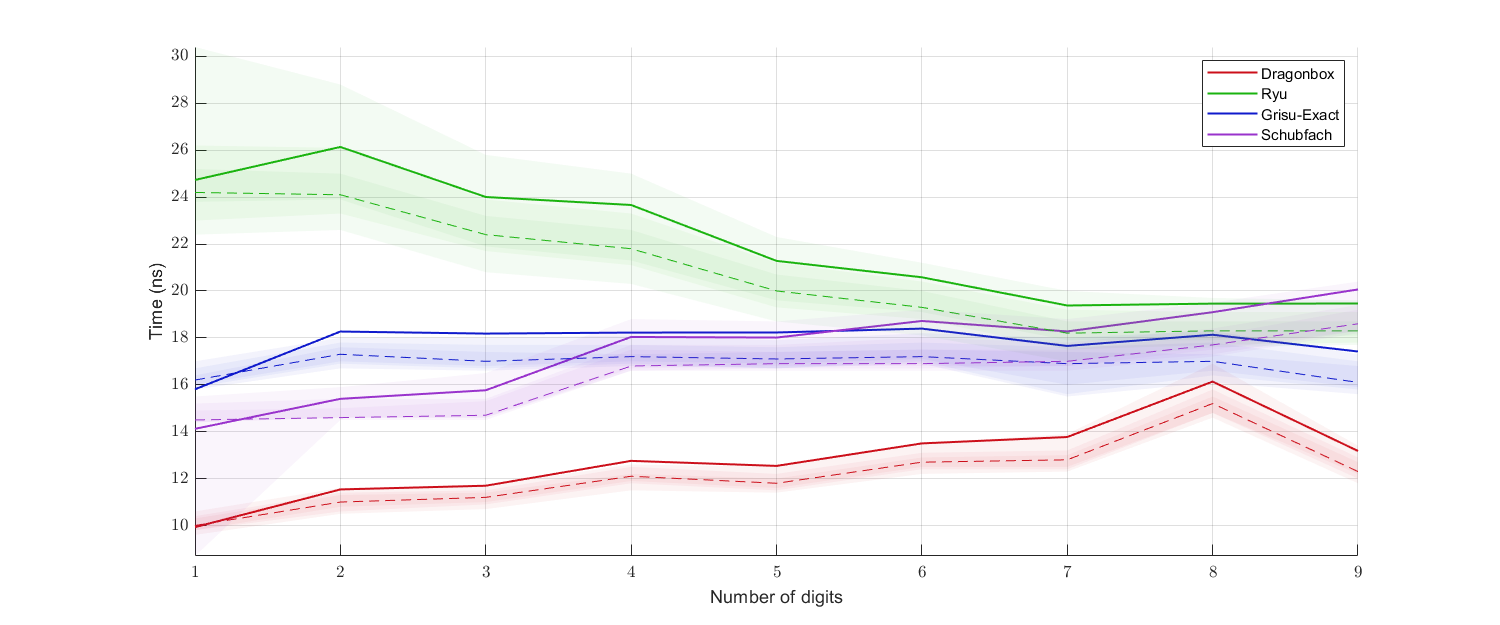 30
28
26
24
22
20
18
16
14
12
10
Time (ns)
Dragonbox
Ryu
Grisu-Exact
Schubfach
1 2 3 4 5 6 7 8 9
Number of digits